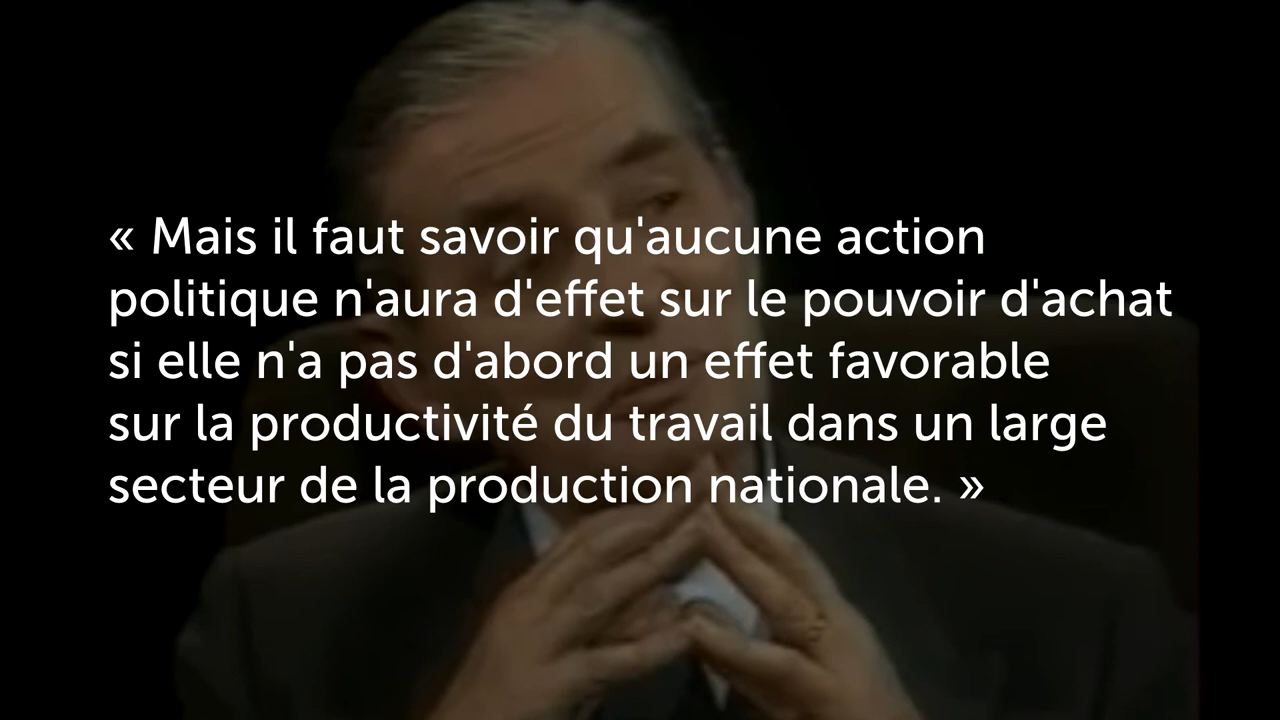 « Mais il faut savoir qu'aucune action
politique n'aura d'effet sur le pouvoir d'achat
si elle n'a pas d'abord un effet favorable
sur la productivité du travail dans un large
secteur de la production nationale. »